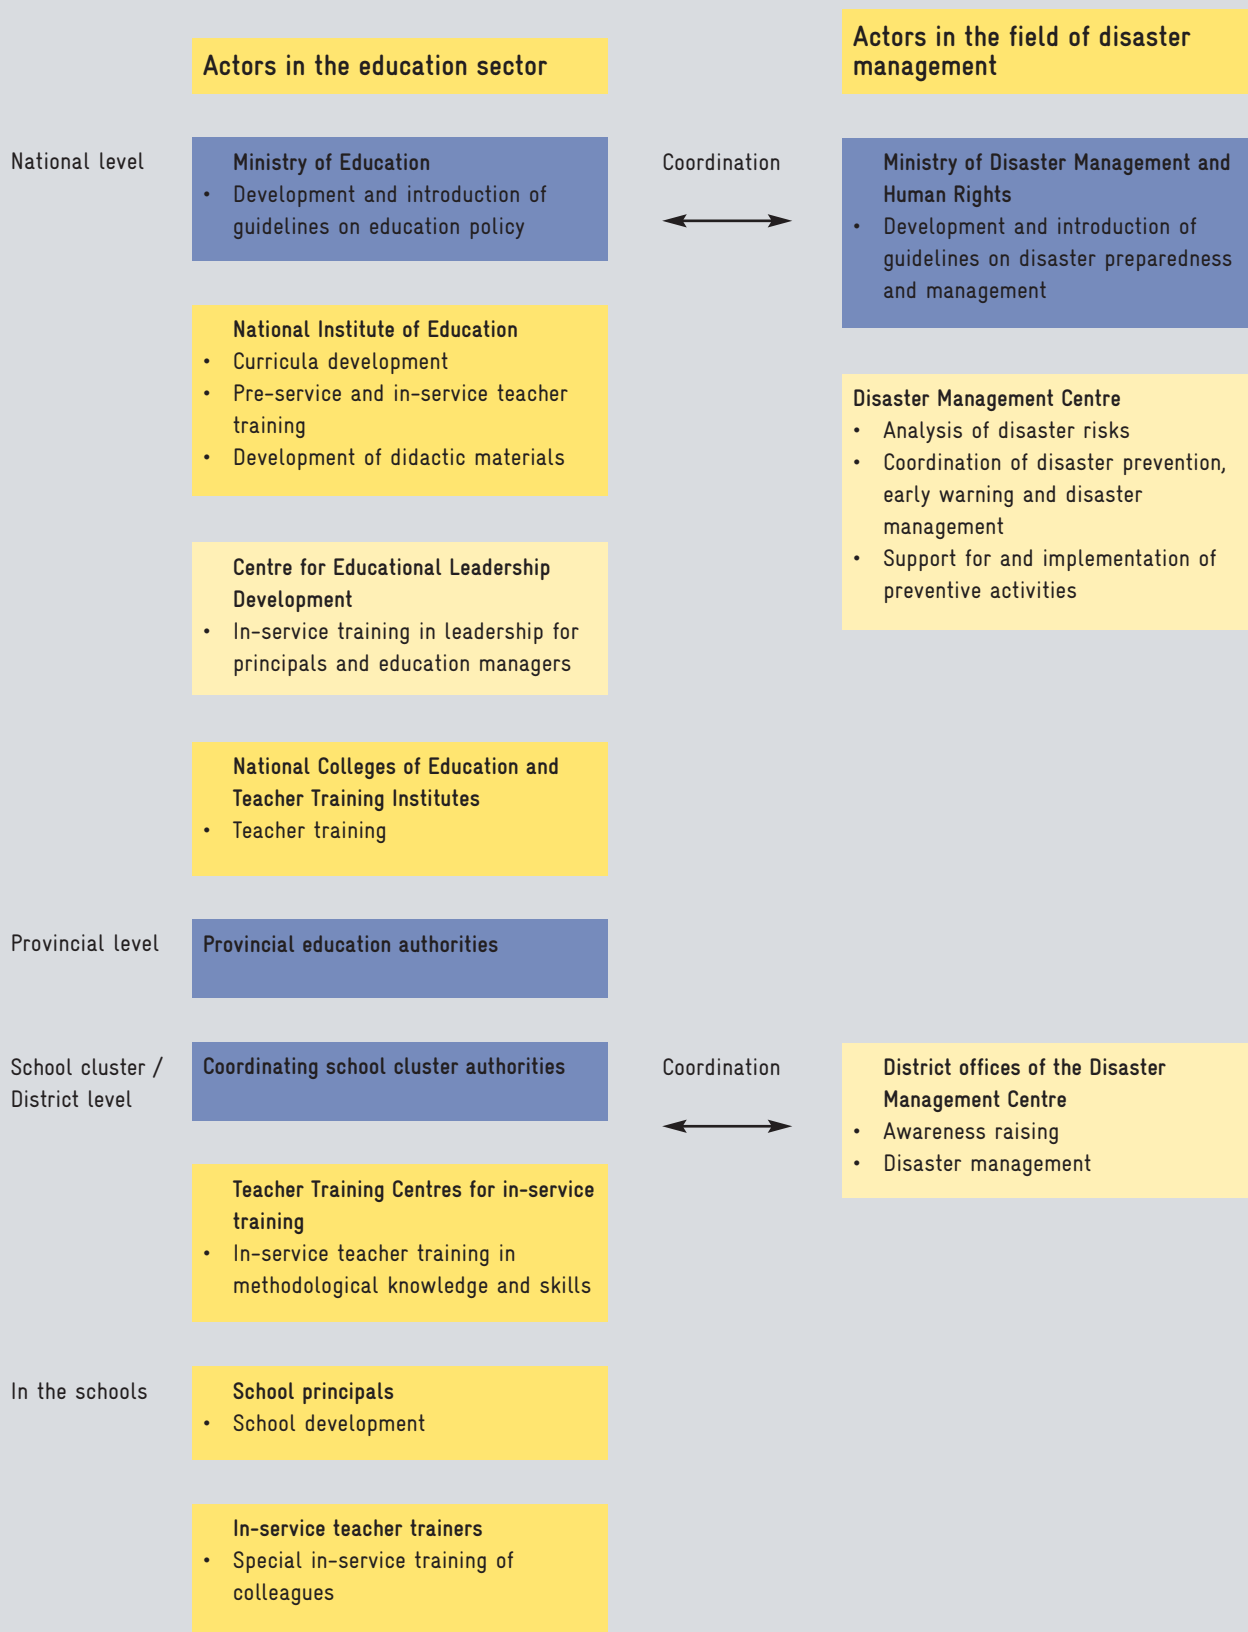 Actors in the education sector
Actors in the field of disaster
management
National level
Ministry of Education
• Development and introduction of
guidelines on education policy
Coordination
Ministry of Disaster Management and
Human Rights
• Development and introduction of
guidelines on disaster preparedness
and management
National Institute of Education
• Curricula development
• Pre-service and in-service teacher
training
• Development of didactic materials
Disaster Management Centre
• Analysis of disaster risks
• Coordination of disaster prevention,
early warning and disaster
management
• Support for and implementation of
preventive activities
Centre for Educational Leadership
Development
• In-service training in leadership for
principals and education managers
National Colleges of Education and
Teacher Training Institutes
• Teacher training
Provincial level
Provincial education authorities
School cluster /
District level
Coordinating school cluster authorities
Coordination
District offices of the Disaster
Management Centre
• Awareness raising
• Disaster management
Teacher Training Centres for in-service
training
• In-service teacher training in
methodological knowledge and skills
In the schools
School principals
• School development
In-service teacher trainers
• Special in-service training of
colleagues